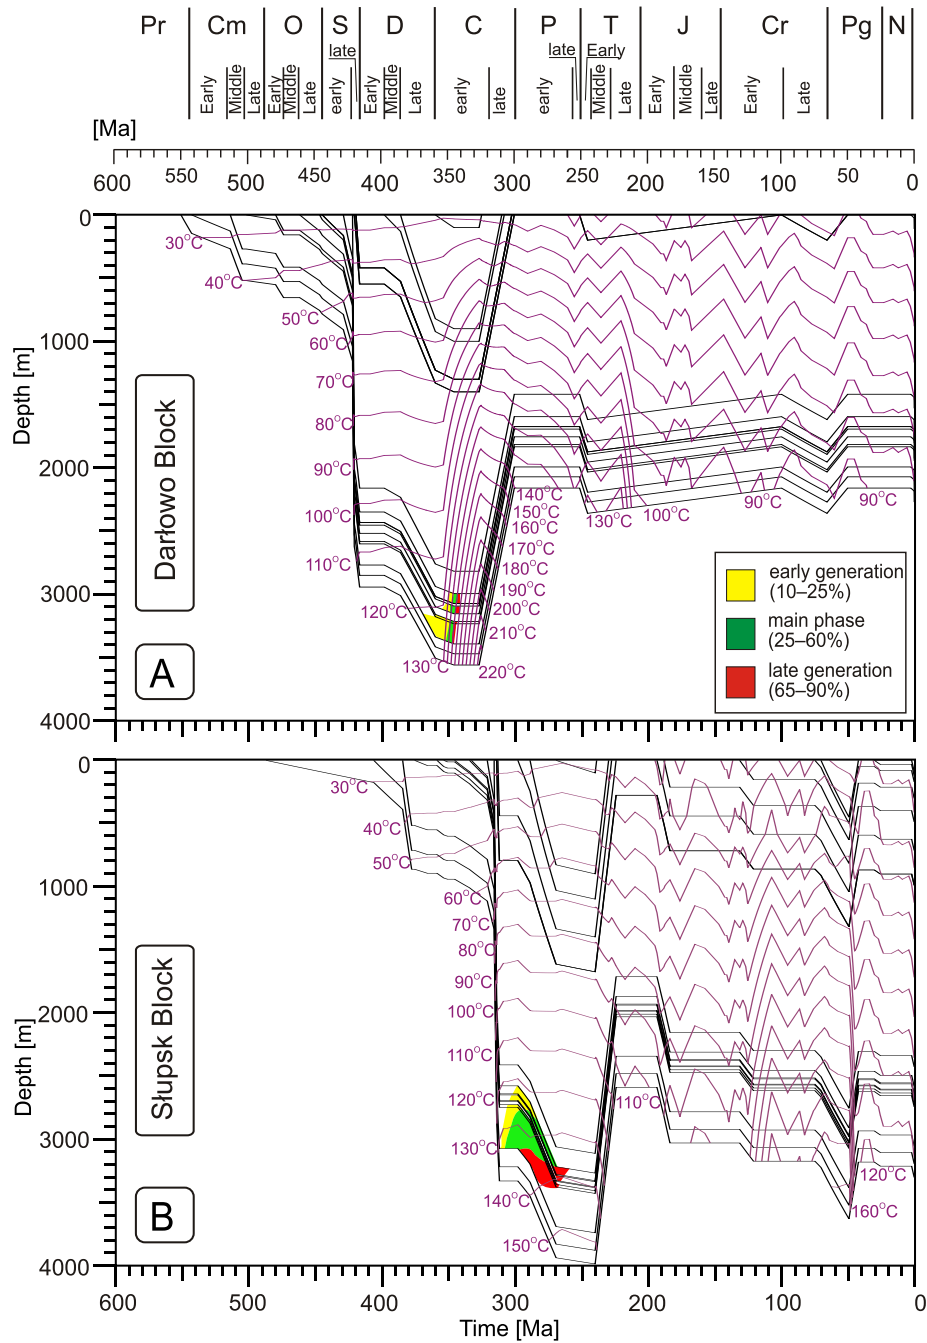 Pr Cm O S D C P T J Cr Pg N
late late Early
Early Middle Late Early Middle Late early Early Middle Late early late early Middle Late Early Middle Late Early Late
[Ma]
600 550 500 450 400 350 300 250 200 150 100 50 0
0
30°C
40°C
50°C
1000
60°C
70°C
80°C
2000
90°C
140°C
90°C
90°C
100°C
150°C
130°C
100°C
160°C
170°C
110°C
180°C
3000
190°C
120°C
200°C
210°C
130°C
220°C
4000
Depth [m]
Darłowo Block
A
early generation
(10–25%)
main phase
(25–60%)
late generation
(65–90%)
0
30°C
40°C
50°C
1000
60°C
70°C
80°C
90°C
2000
100°C
110°C
120°C
110°C
3000
130°C
120°C
140°C
160°C
150°C
4000
Depth [m]
Słupsk Block
B
600 500 400 300 200 100 0
Time [Ma]